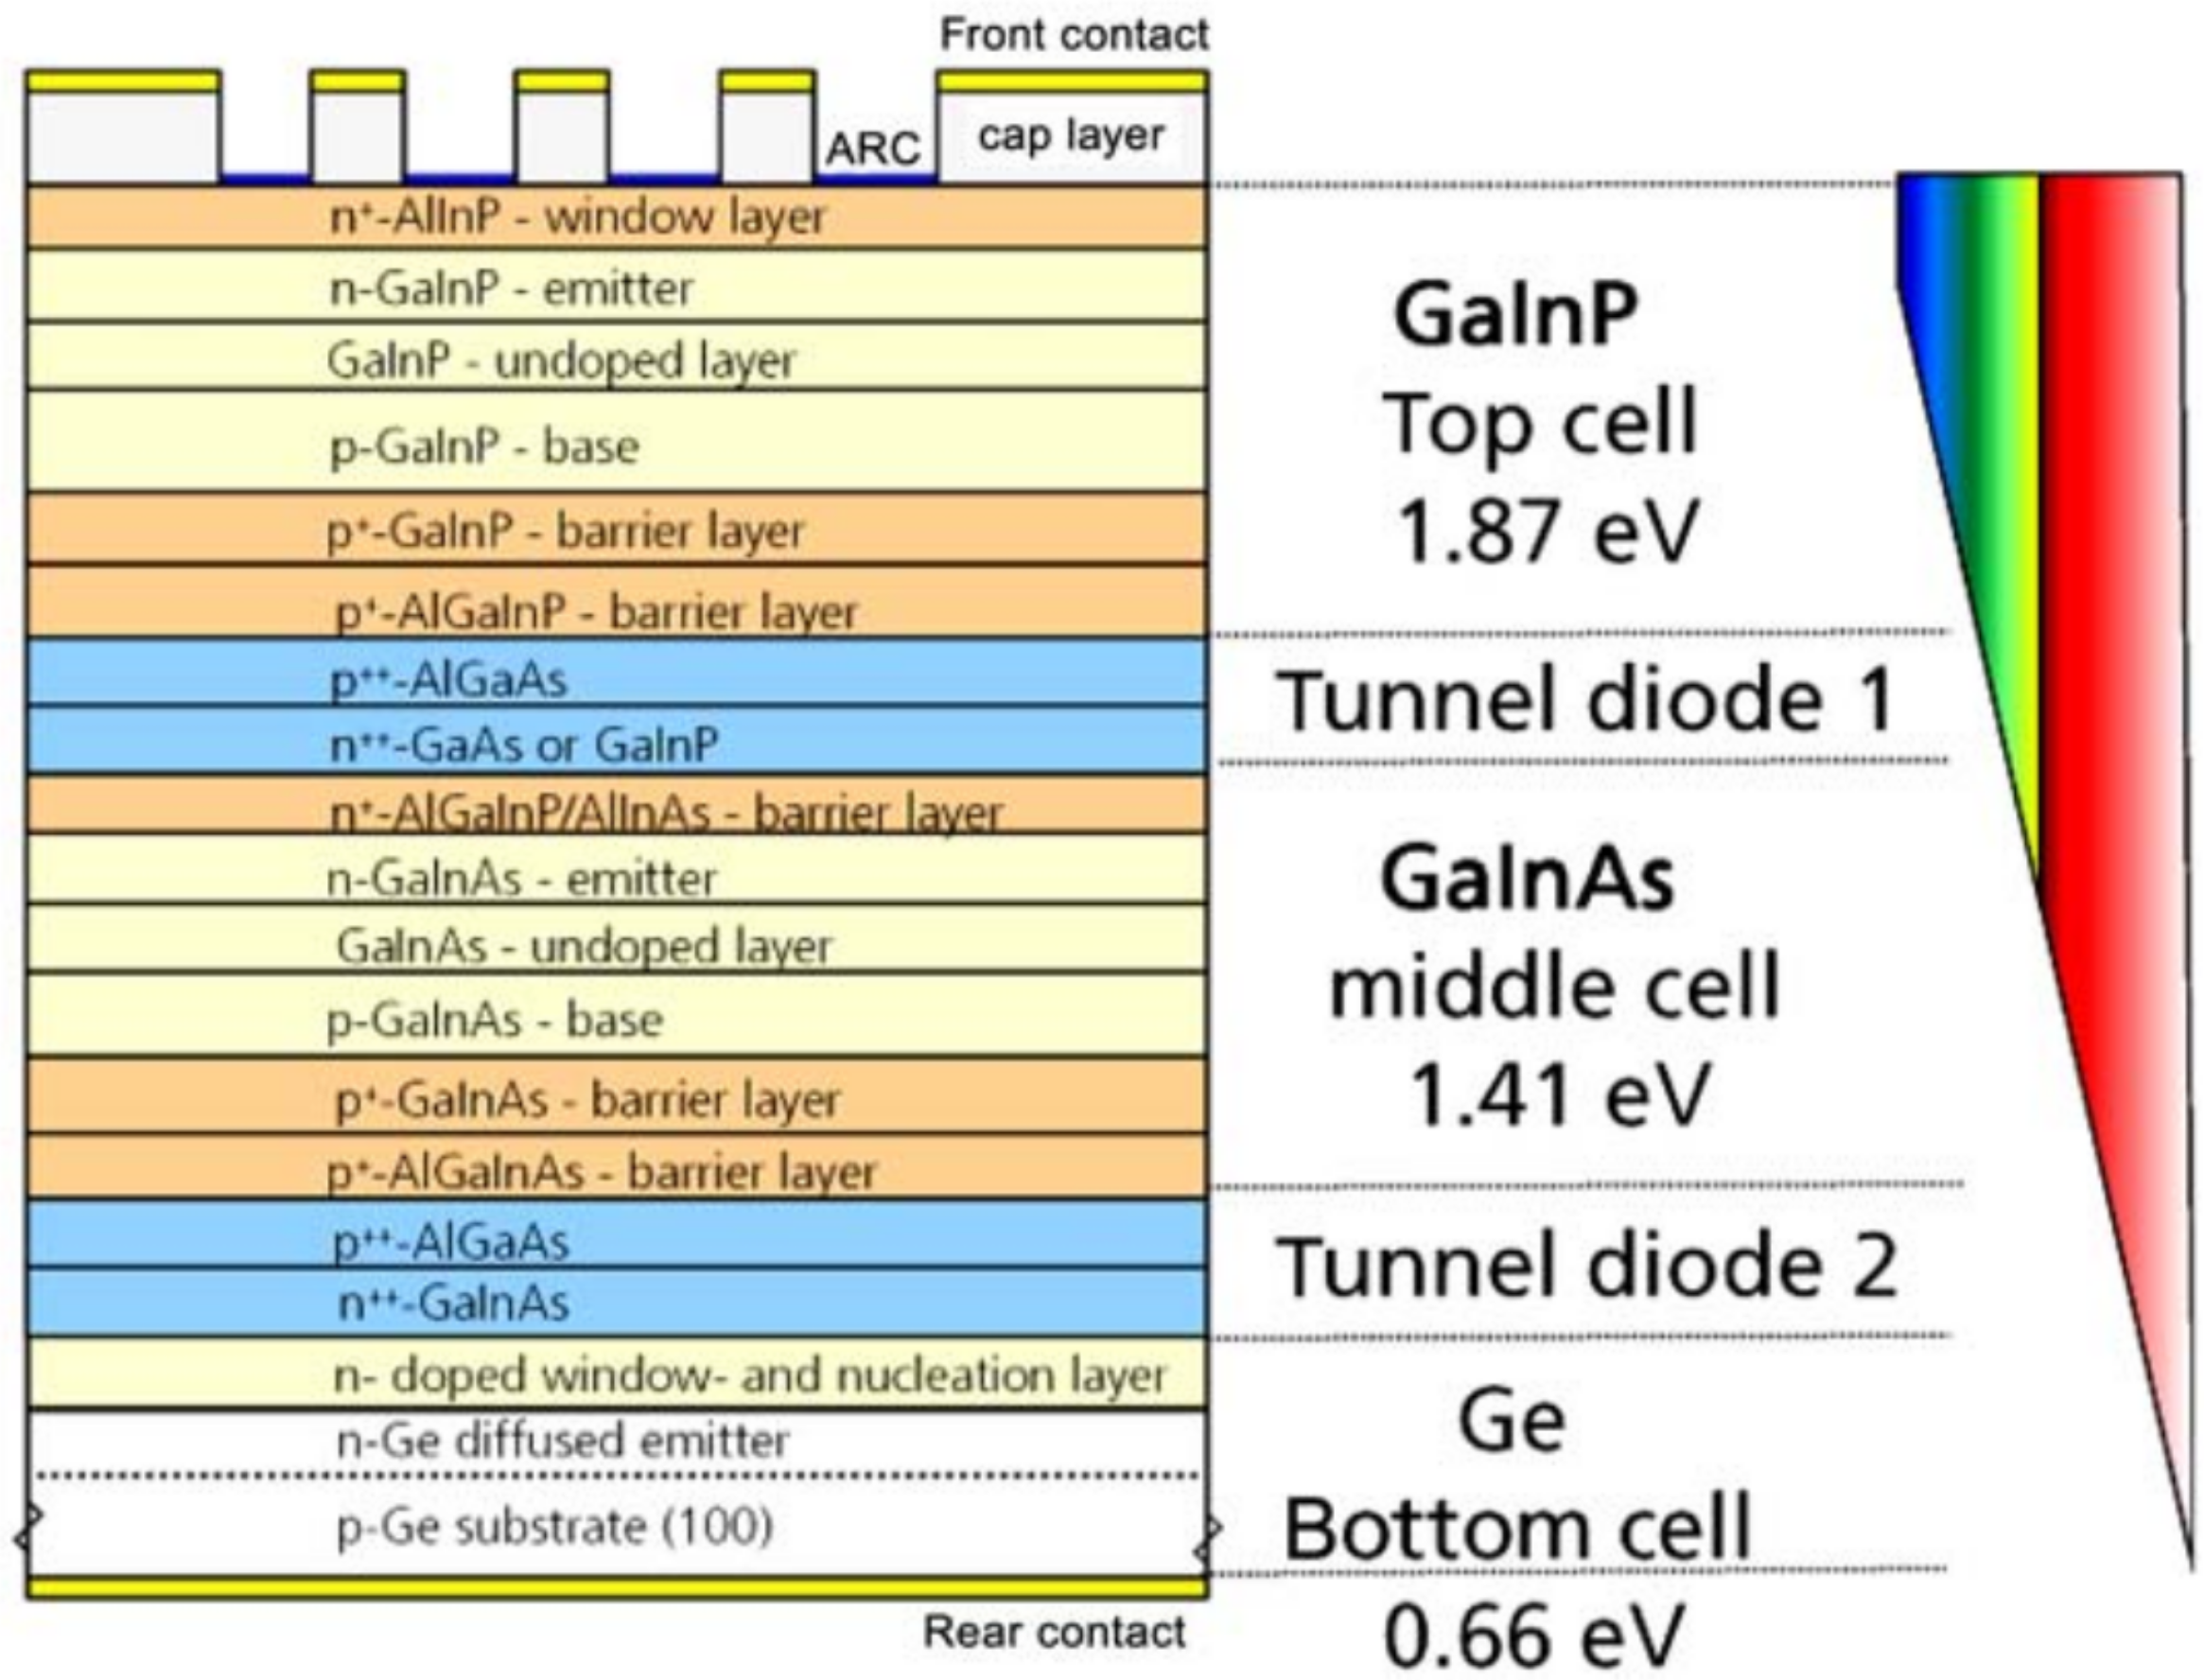 Front contact
ARC
cap layer
n⁺-AlInP - window layer
n-GaInP - emitter
GaInP - undoped layer
p-GaInP - base
p⁺-GaInP - barrier layer
p⁺-AlGaInP - barrier layer
p⁺⁺-AlGaAs
n⁺⁺-GaAs or GaInP
n⁺-AlGaInP/AlInAs - barrier layer
n-GaInAs - emitter
GaInAs - undoped layer
p-GaInAs - base
p⁺-GaInAs - barrier layer
p⁺-AlGaInAs - barrier layer
p⁺⁺-AlGaAs
n⁺⁺-GaInAs
n- doped window- and nucleation layer
n-Ge diffused emitter
p-Ge substrate (100)
Rear contact
GaInP
Top cell
1.87 eV
Tunnel diode 1
GaInAs
middle cell
1.41 eV
Tunnel diode 2
Ge
Bottom cell
0.66 eV